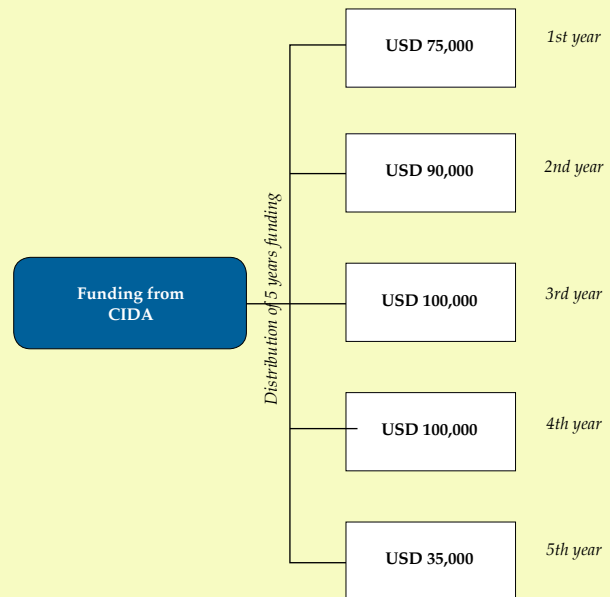 USD 75,000
1st year
USD 90,000
2nd year
Distribution of 5 years funding
Funding from
CIDA
USD 100,000
3rd year
USD 100,000
4th year
USD 35,000
5th year